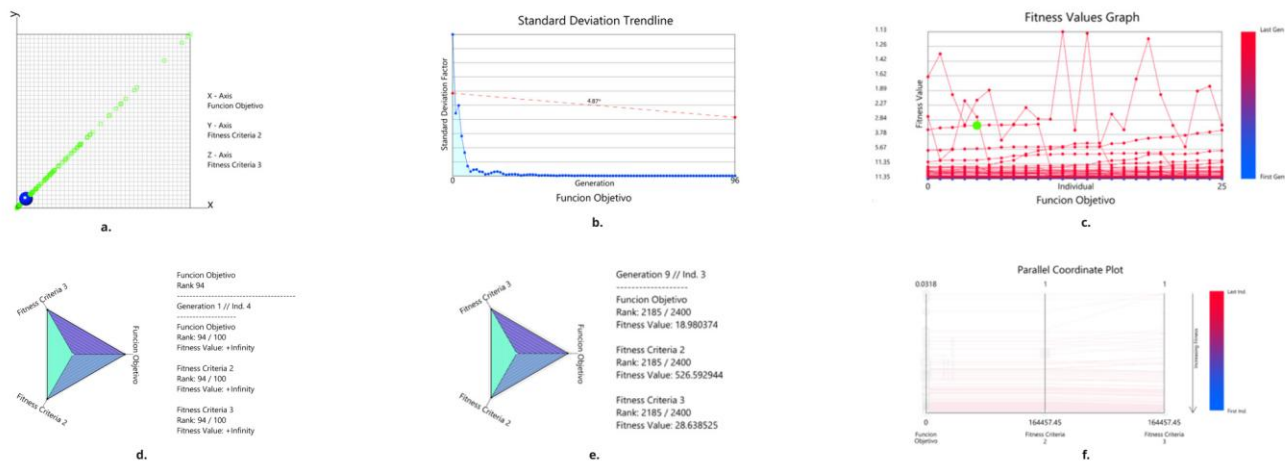 y
X - Axis
Funcion Objetivo
Y - Axis
Fitness Criteria 2
Z - Axis
Fitness Criteria 3
X
a.
Standard Deviation Trendline
Standard Deviation Factor
4.87°
0
Generation
96
Funcion Objetivo
b.
Fitness Values Graph
1.13
1.26
1.42
1.62
1.89
2.27
2.84
3.78
5.67
11.35
11.35
Fitness Value
0
Individual
25
Funcion Objetivo
Last Gen
First Gen
c.
Fitness Criteria 3
Funcion Objetivo
Fitness Criteria 2
Funcion Objetivo
Rank 94
------------------------------------
Generation 1 // Ind. 4
------------------
Funcion Objetivo
Rank: 94 / 100
Fitness Value: +Infinity
Fitness Criteria 2
Rank: 94 / 100
Fitness Value: +Infinity
Fitness Criteria 3
Rank: 94 / 100
Fitness Value: +Infinity
d.
Fitness Criteria 3
Funcion Objetivo
Fitness Criteria 2
Generation 9 // Ind. 3
------------------
Funcion Objetivo
Rank: 2185 / 2400
Fitness Value: 18.980374
Fitness Criteria 2
Rank: 2185 / 2400
Fitness Value: 526.592944
Fitness Criteria 3
Rank: 2185 / 2400
Fitness Value: 28.638525
e.
Parallel Coordinate Plot
0.0318
1
1
Increasing Fitness
Last Ind.
First Ind.
0
164457.45
164457.45
Funcion
Objetivo
Fitness Criteria
2
Fitness Criteria
3
f.